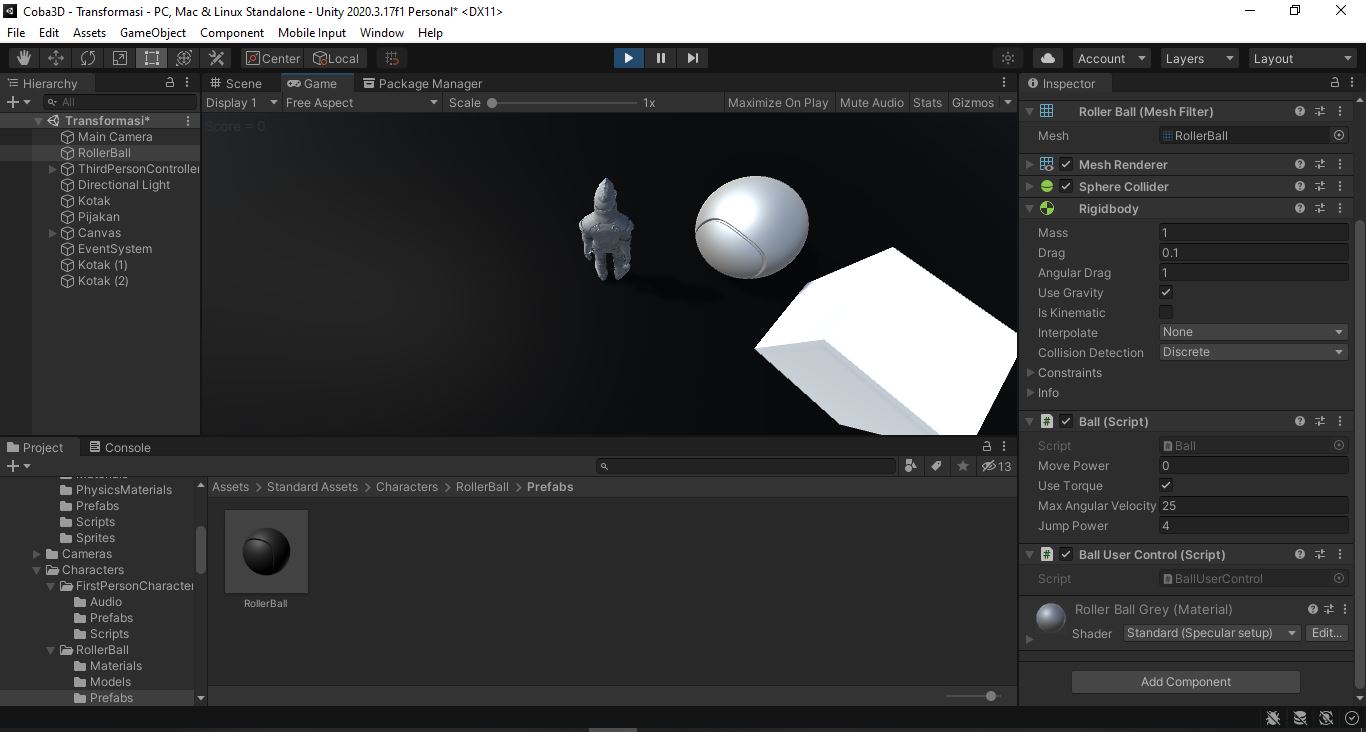 Coba3D - Transformasi - PC, Mac & Linux Standalone - Unity 2020.3.17f1 Personal* <DX11>
File Edit Assets GameObject Component Mobile Input Window Help
Center Local Account Layers Layout
Hierarchy
All
Transformasi*
Main Camera
RollerBall
ThirdPersonController
Directional Light
Kotak
Pijakan
Canvas
EventSystem
Kotak (1)
Kotak (2)
Scene Game Package Manager
Display 1 Free Aspect Scale 1x Maximize On Play Mute Audio Stats Gizmos
Score = 0
Project Console
13
PhysicsMaterials
Prefabs
Scripts
Sprites
Cameras
Characters
FirstPersonCharacter
Audio
Prefabs
Scripts
RollerBall
Materials
Models
Prefabs
Assets > Standard Assets > Characters > RollerBall > Prefabs
RollerBall
Inspector
Roller Ball (Mesh Filter)
Mesh RollerBall
Mesh Renderer
Sphere Collider
Rigidbody
Mass 1
Drag 0.1
Angular Drag 1
Use Gravity
Is Kinematic
Interpolate None
Collision Detection Discrete
Constraints
Info
# Ball (Script)
Script Ball
Move Power 0
Use Torque
Max Angular Velocity 25
Jump Power 4
# Ball User Control (Script)
Script BallUserControl
Roller Ball Grey (Material)
Shader Standard (Specular setup) Edit...
Add Component